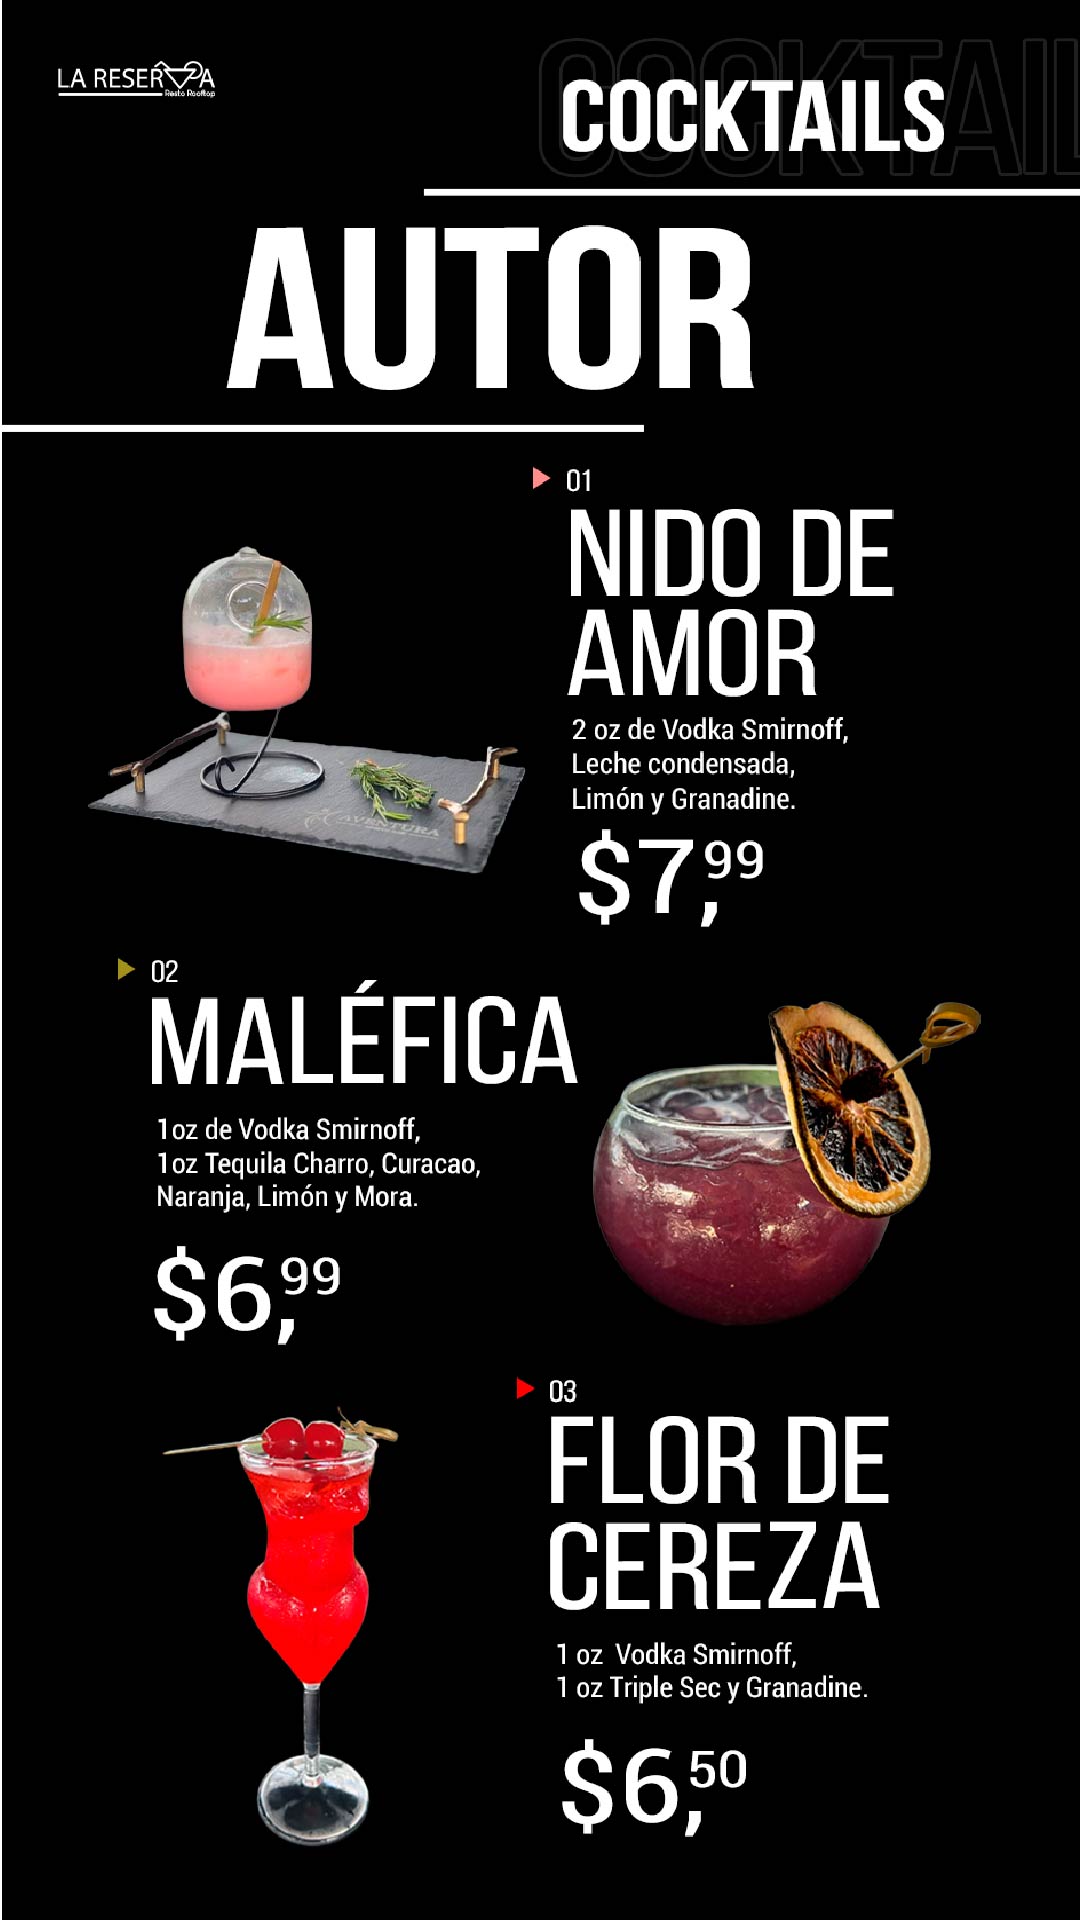 LA RESERVA
Resto Rooftop
COCKTAILS
COCKTAIL
AUTOR
01
NIDO DE
AMOR
2 oz de Vodka Smirnoff,
Leche condensada,
Limón y Granadine.
$7,99
AVENTURA
02
MALÉFICA
1oz de Vodka Smirnoff,
1oz Tequila Charro, Curacao,
Naranja, Limón y Mora.
$6,99
03
FLOR DE
CEREZA
1 oz  Vodka Smirnoff,
1 oz Triple Sec y Granadine.
$6,50